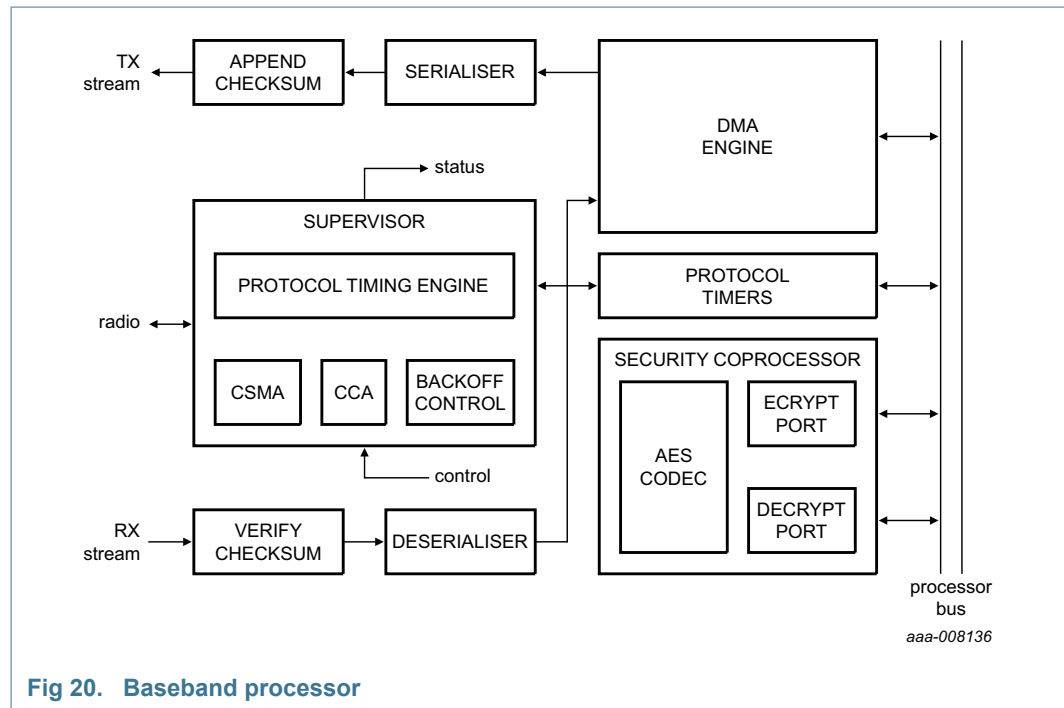 TX
stream
APPEND
CHECKSUM
SERIALISER
DMA
ENGINE
status
SUPERVISOR
PROTOCOL TIMING ENGINE
PROTOCOL
TIMERS
radio
SECURITY COPROCESSOR
CSMA
CCA
BACKOFF
CONTROL
AES
CODEC
ECRYPT
PORT
DECRYPT
PORT
control
RX
stream
VERIFY
CHECKSUM
DESERIALISER
processor
bus
aaa-008136
Fig 20. Baseband processor